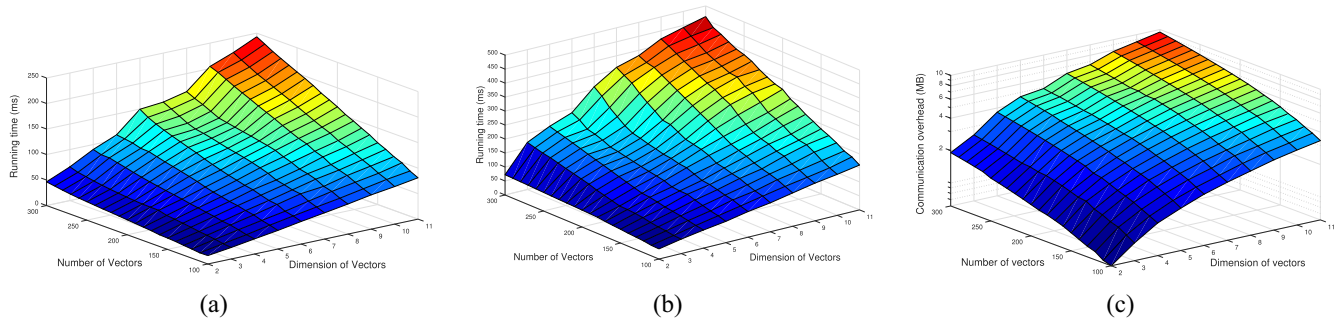 250
200
150
100
50
0
Running time (ms)
300
250
200
150
100
Number of Vectors
2 3 4 5 6 7 8 9 10 11
Dimension of Vectors
(a)
500
450
400
350
300
250
200
150
100
50
0
Running time (ms)
300
250
200
150
100
Number of Vectors
2 3 4 5 6 7 8 9 10 11
Dimension of Vectors
(b)
10
8
6
4
2
Communication overhead (MB)
300
250
200
150
100
Number of vectors
2 3 4 5 6 7 8 9 10 11
Dimension of vectors
(c)